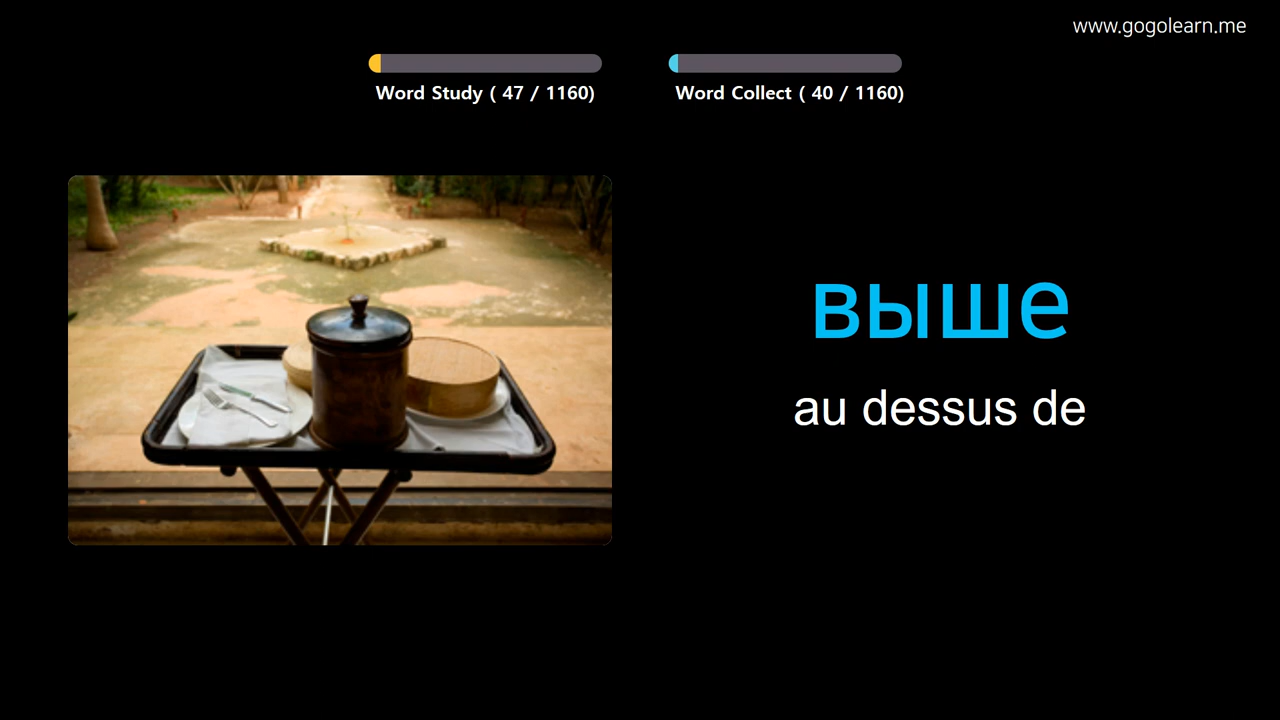 www.gogolearn.me
Word Study ( 47 / 1160)
Word Collect ( 40 / 1160)
выше
au dessus de